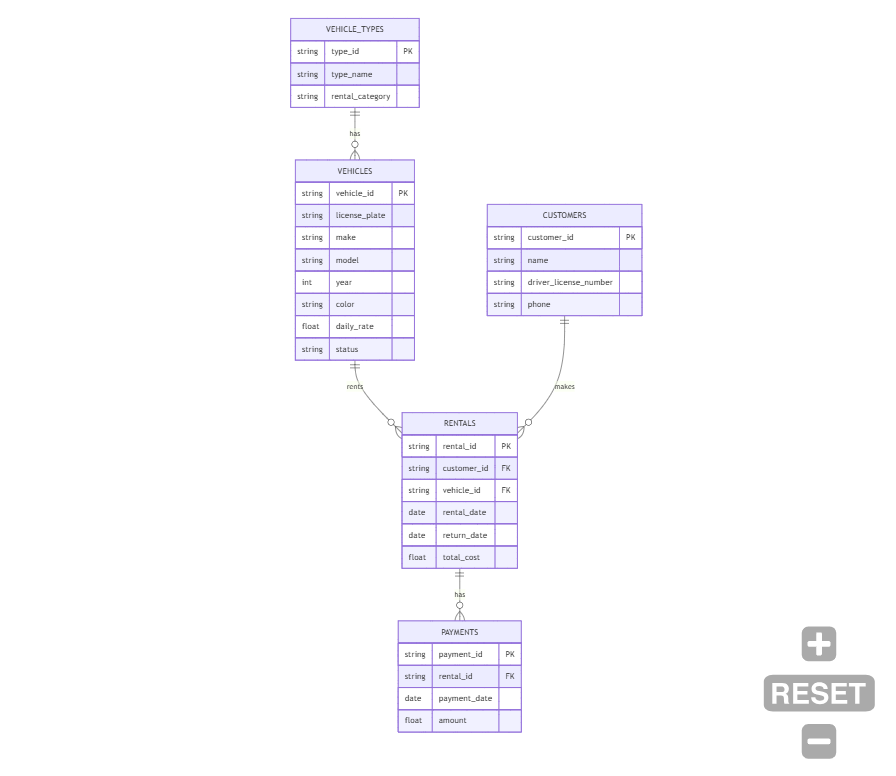 VEHICLE_TYPES
string type_id PK
string type_name
string rental_category
has
VEHICLES
string vehicle_id PK
string license_plate
string make
string model
int year
string color
float daily_rate
string status
CUSTOMERS
string customer_id PK
string name
string driver_license_number
string phone
rents
makes
RENTALS
string rental_id PK
string customer_id FK
string vehicle_id FK
date rental_date
date return_date
float total_cost
has
PAYMENTS
string payment_id PK
string rental_id FK
date payment_date
float amount
RESET